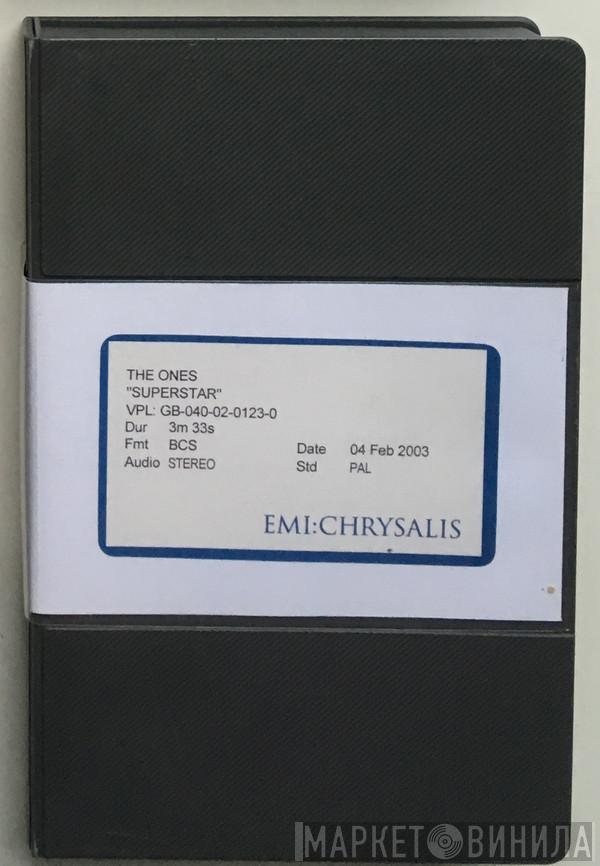 THE ONES
"SUPERSTAR"
VPL: GB-040-02-0123-0
Dur 3m 33s
Fmt BCS Date 04 Feb 2003
Audio STEREO Std PAL
EMI:CHRYSALIS
МАРКЕТ ВИНИЛА